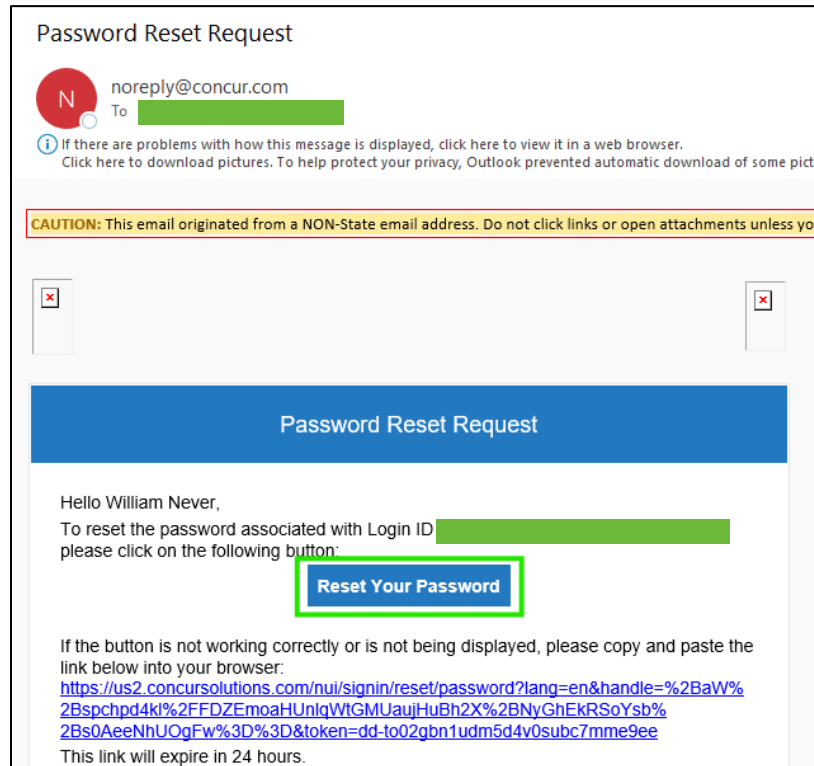 Password Reset Request
N
noreply@concur.com
To
If there are problems with how this message is displayed, click here to view it in a web browser.
Click here to download pictures. To help protect your privacy, Outlook prevented automatic download of some pict
CAUTION: This email originated from a NON-State email address. Do not click links or open attachments unless yo
Password Reset Request
Hello William Never,
To reset the password associated with Login ID
please click on the following button:
Reset Your Password
If the button is not working correctly or is not being displayed, please copy and paste the
link below into your browser:
https://us2.concursolutions.com/nui/signin/reset/password?lang=en&handle=%2BaW%
2Bspchpd4kl%2FFDZEmoaHUnlqWtGMUaujHuBh2X%2BNyGhEkRSoYsb%
2Bs0AeeNhUOgFw%3D%3D&token=dd-to02gbn1udm5d4v0subc7mme9ee
This link will expire in 24 hours.